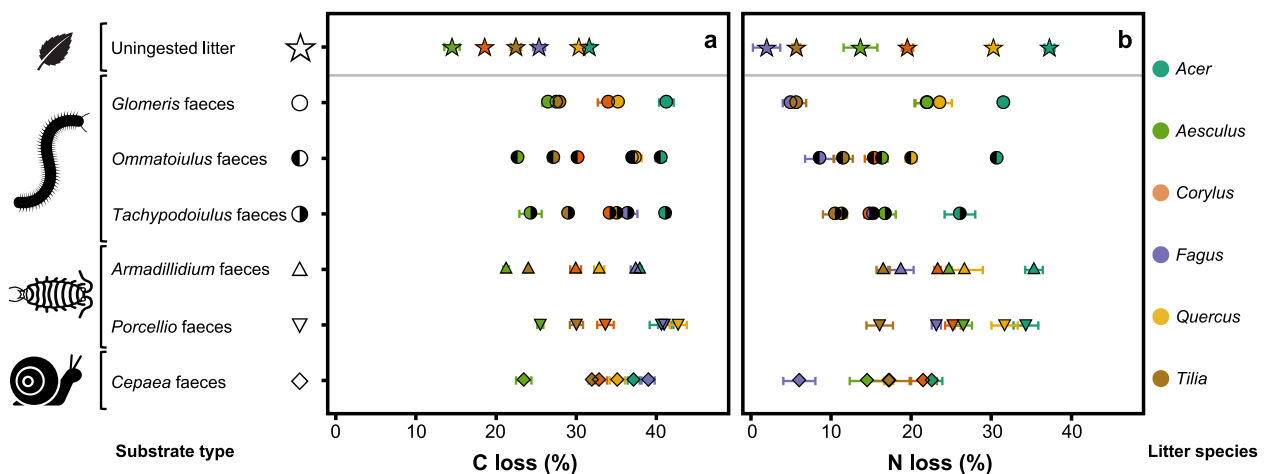 a
b
Uningested litter
Glomeris faeces
Ommatoiulus faeces
Tachypodoiulus faeces
Armadillidium faeces
Porcellio faeces
Cepaea faeces
Substrate type
0 10 20 30 40
C loss (%)
0 10 20 30 40
N loss (%)
Acer
Aesculus
Corylus
Fagus
Quercus
Tilia
Litter species